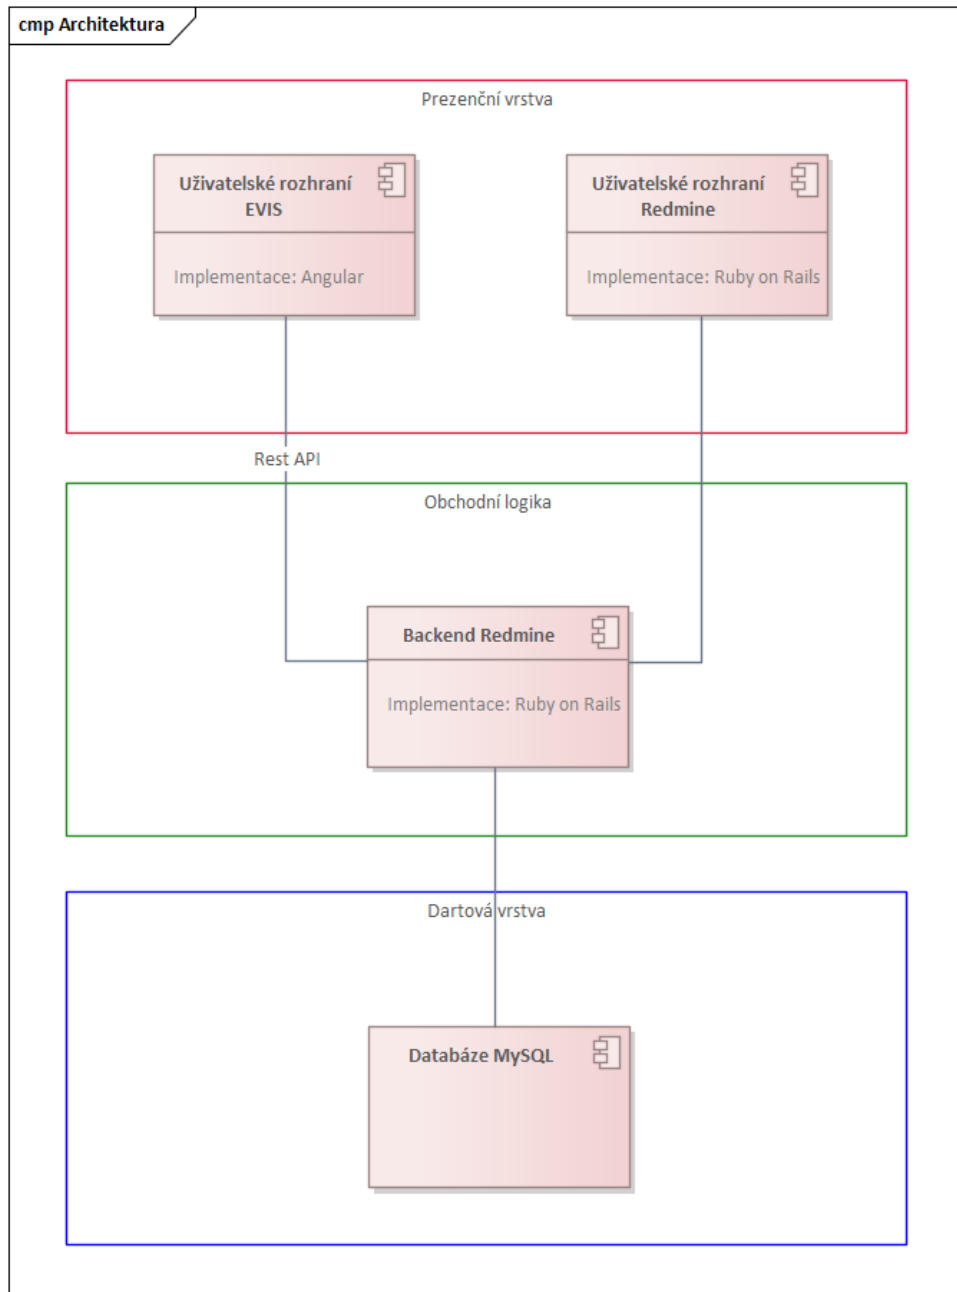 cmp Architektura
Prezenční vrstva
Uživatelské rozhraní
EVIS
Implementace: Angular
Uživatelské rozhraní
Redmine
Implementace: Ruby on Rails
Rest API
Obchodní logika
Backend Redmine
Implementace: Ruby on Rails
Dartová vrstva
Databáze MySQL